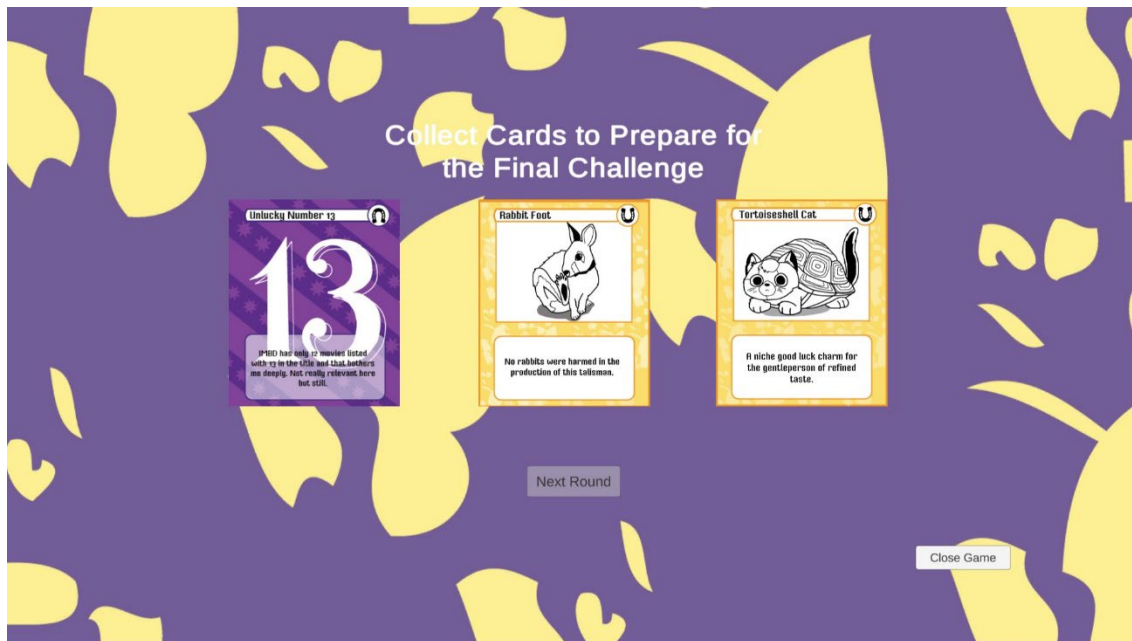 Collect Cards to Prepare for
the Final Challenge
Unlucky Number 13
13
IMBD has only 12 movies listed
with 13 in the title and that bothers
me deeply. Not really relevant here
but still.
Rabbit Foot
No rabbits were harmed in the
production of this talisman.
Tortoiseshell Cat
A niche good luck charm for
the gentleperson of refined
taste.
Next Round
Close Game